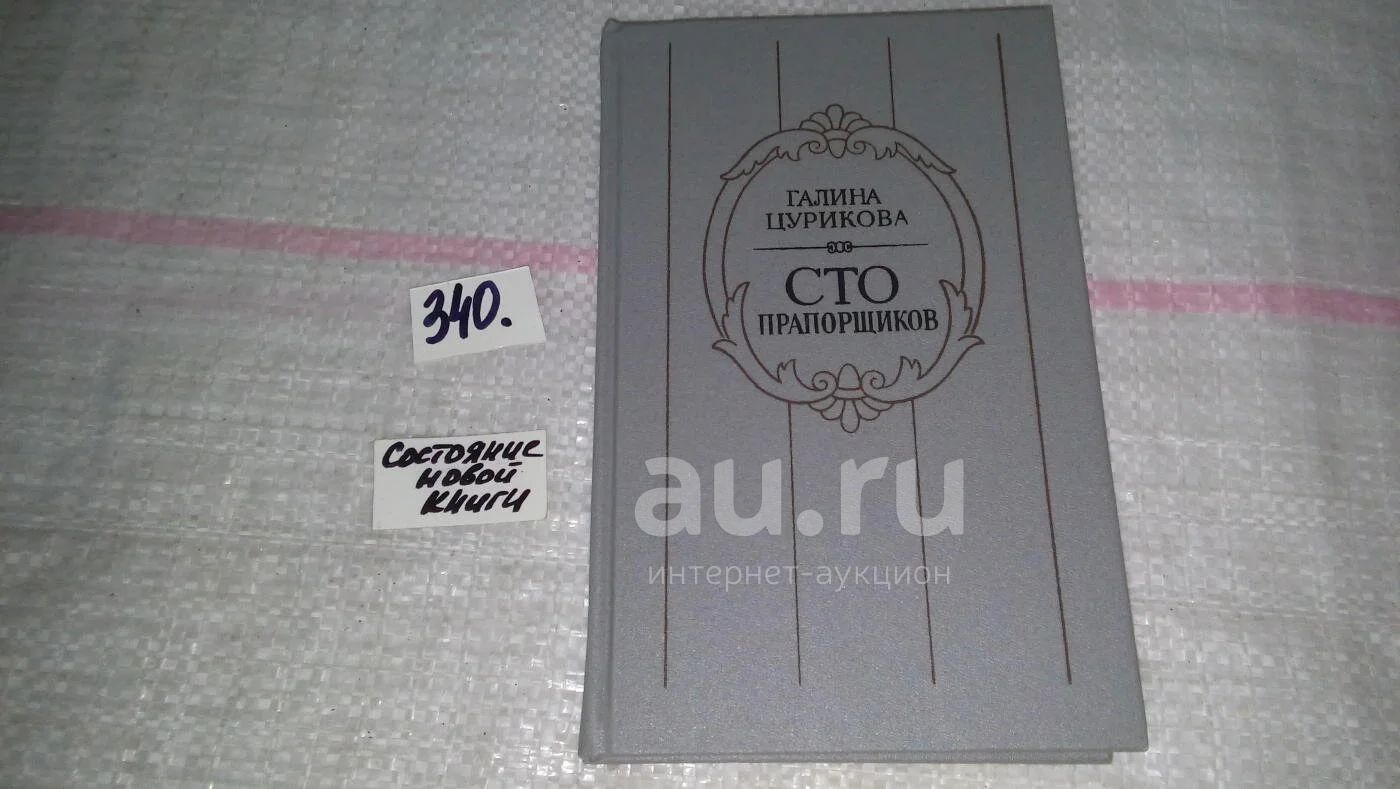 ГАЛИНА
ЦУРИКОВА
СТО
ПРАПОРЩИКОВ
340.
Состояние
новой
книги
au.ru
интернет-аукцион